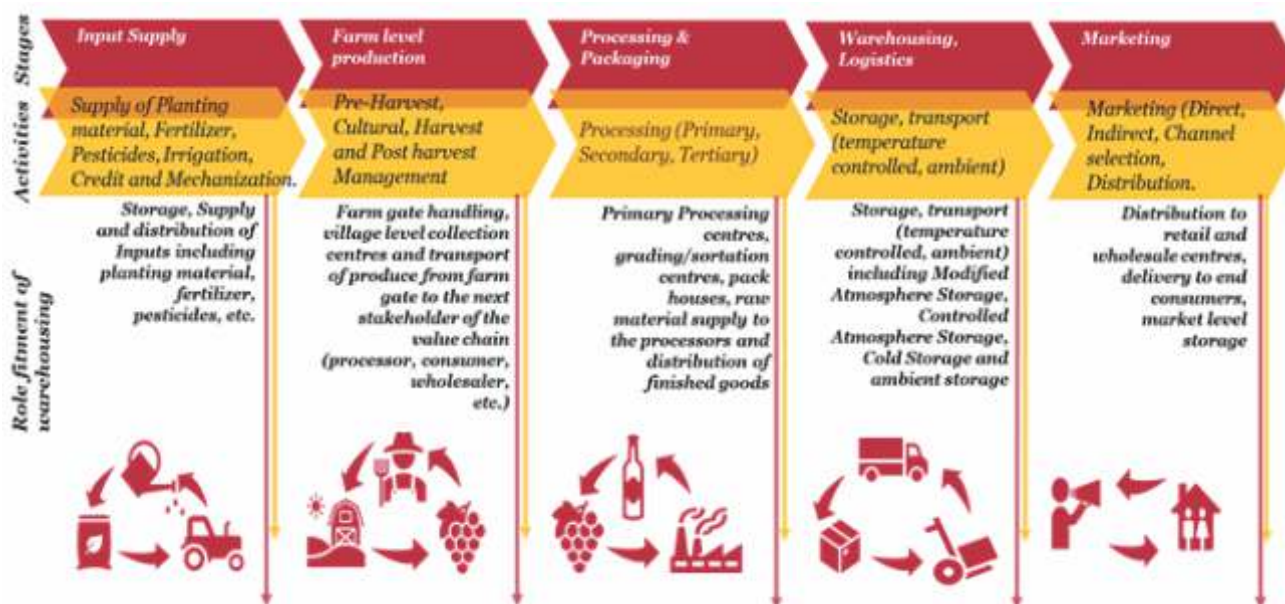 Stages
Input Supply
Farm level
production
Processing &
Packaging
Warehousing,
Logistics
Marketing
Activities
Supply of Planting
material, Fertilizer,
Pesticides, Irrigation,
Credit and Mechanization.
Pre-Harvest,
Cultural, Harvest
and Post harvest
Management
Processing (Primary,
Secondary, Tertiary)
Storage, transport
(temperature
controlled, ambient)
Marketing (Direct,
Indirect, Channel
selection,
Distribution.
Role fitment of
warehousing
Storage, Supply
and distribution of
Inputs including
planting material,
fertilizer,
pesticides, etc.
Farm gate handling,
village level collection
centres and transport
of produce from farm
gate to the next
stakeholder of the
value chain
(processor, consumer,
wholesaler,
etc.)
Primary Processing
centres,
grading/sortation
centres, pack
houses, raw
material supply to
the processors and
distribution of
finished goods
Storage, transport
(temperature
controlled, ambient)
including Modified
Atmosphere Storage,
Controlled
Atmosphere Storage,
Cold Storage and
ambient storage
Distribution to
retail and
wholesale centres,
delivery to end
consumers,
market level
storage